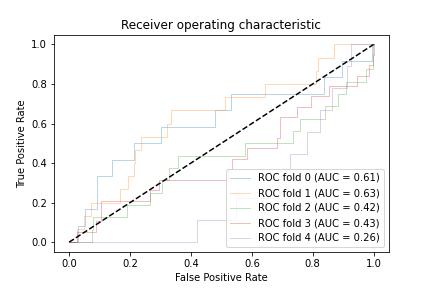 Receiver operating characteristic
True Positive Rate
1.0
0.8
0.6
0.4
0.2
0.0
ROC fold 0 (AUC = 0.61)
ROC fold 1 (AUC = 0.63)
ROC fold 2 (AUC = 0.42)
ROC fold 3 (AUC = 0.43)
ROC fold 4 (AUC = 0.26)
0.0 0.2 0.4 0.6 0.8 1.0
False Positive Rate